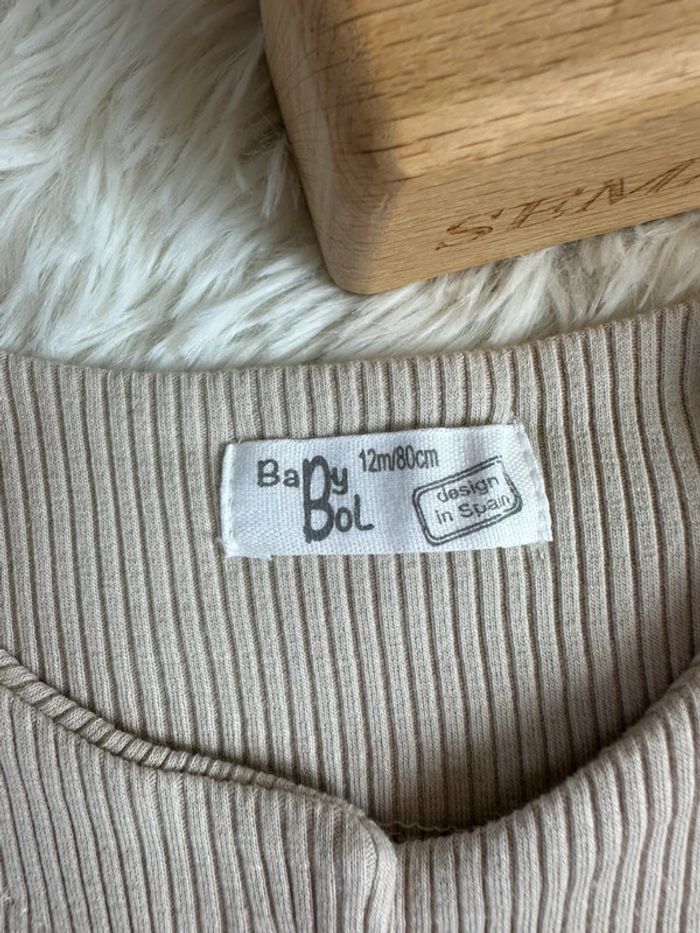 Baby
BoL
12m/80cm
design
in Spain